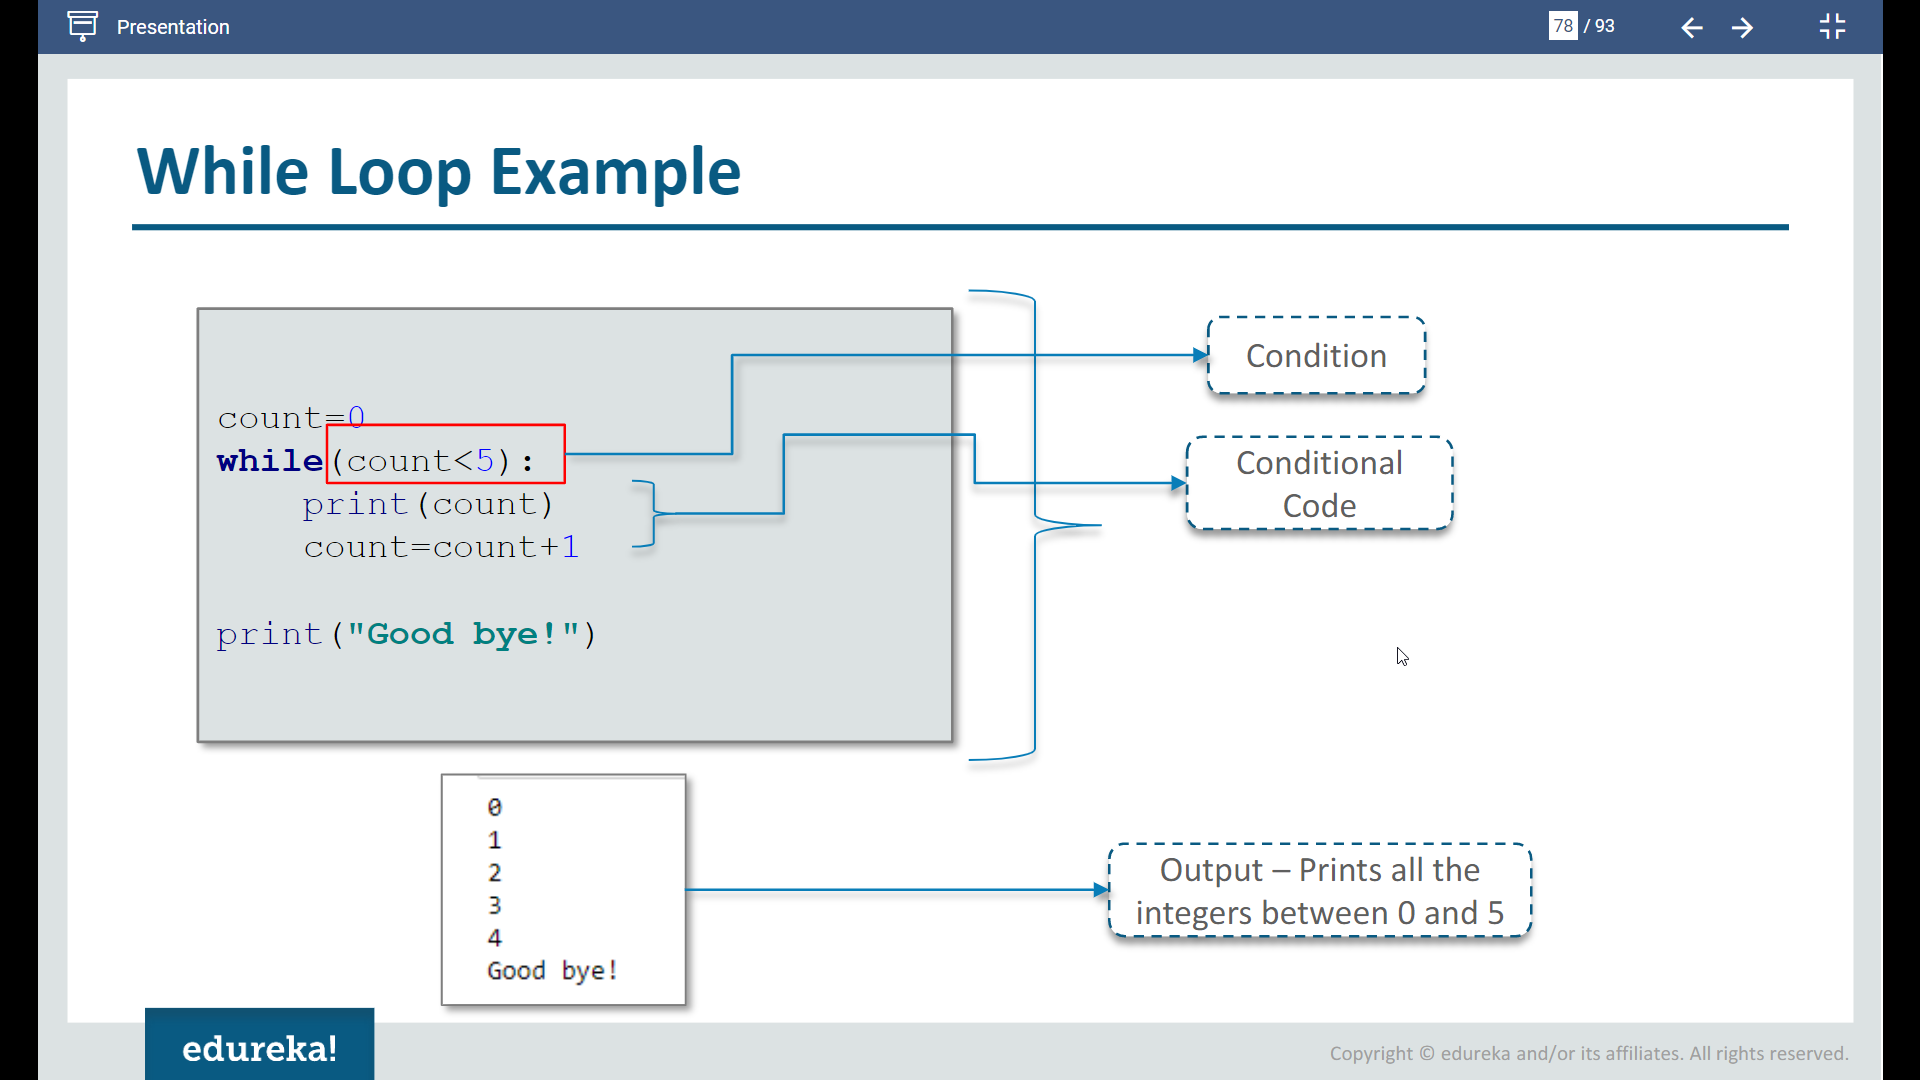 Presentation
78 / 93
While Loop Example
count=0
while(count<5):
print(count)
count=count+1
print("Good bye!")
Condition
Conditional
Code
0
1
2
3
4
Good bye!
Output – Prints all the
integers between 0 and 5
edureka!
Copyright © edureka and/or its affiliates. All rights reserved.